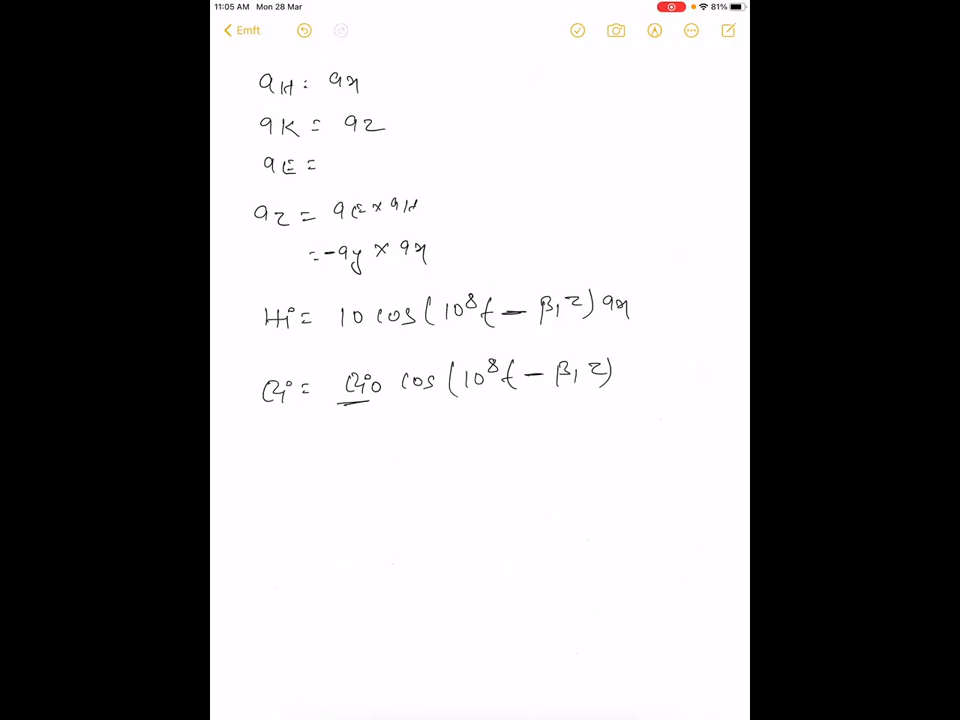 11:05 AM Mon 28 Mar 81%
Emft
aH = ax
aK = az
aE =
az = aE × aH
= -ay × ax
Hi = 10 cos(10⁸t - β₁z) ax
Ei = Eio cos(10⁸t - β₁z)